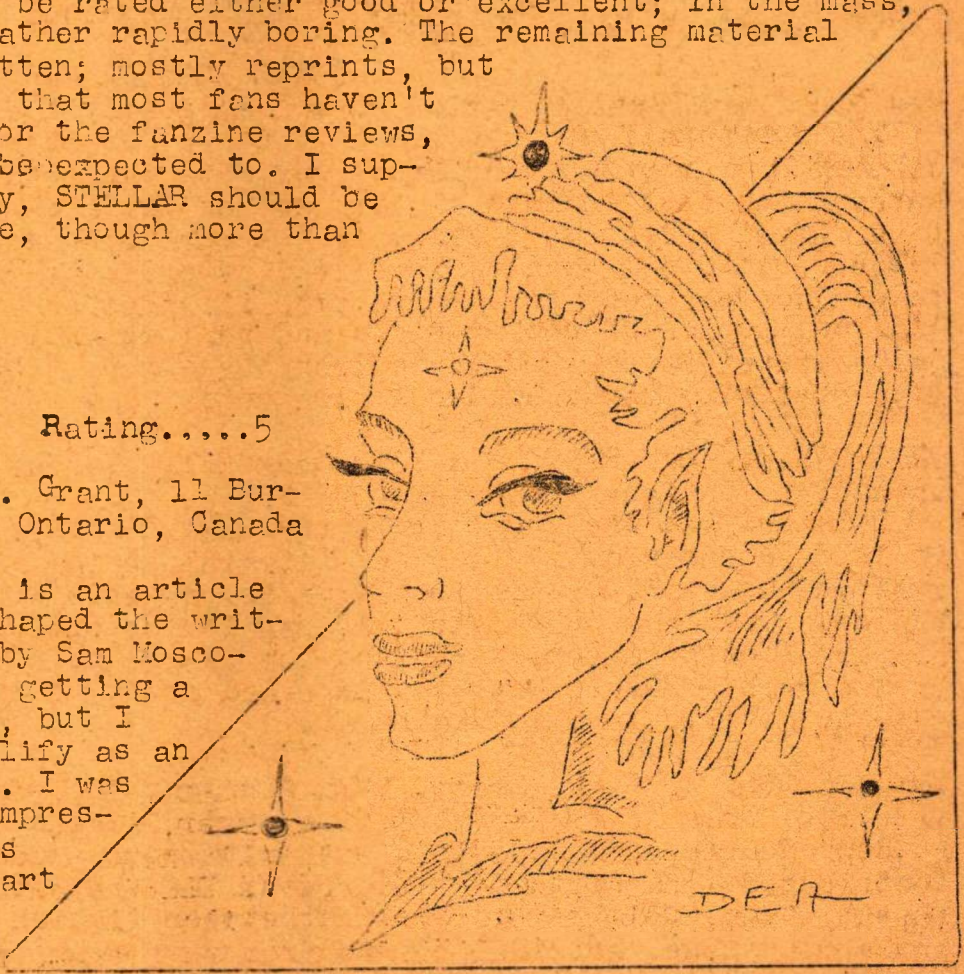 be rated either good or excellent; in the mass,
ather rapidly boring. The remaining material
tten; mostly reprints, but
that most fans haven't
or the fanzine reviews,
be expected to. I sup-
y, STELLAR should be
e, though more than
Rating.....5
. Grant, 11 Bur-
Ontario, Canada
is an article
haped the writ-
by Sam Mosco-
getting a
, but I
lify as an
. I was
mpres-
s
art
DEA